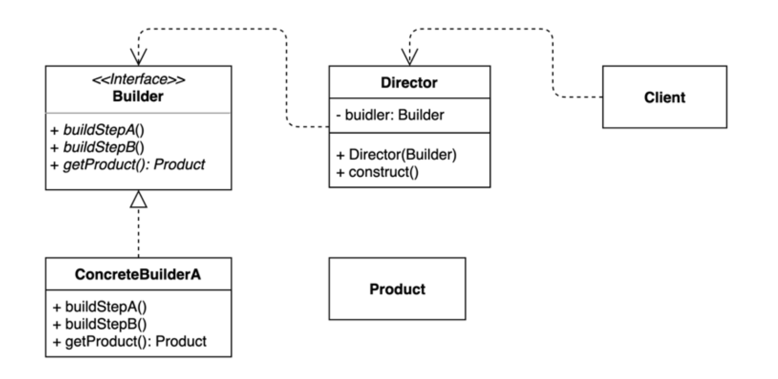 <<Interface>>
Builder
+ buildStepA()
+ buildStepB()
+ getProduct(): Product
Director
- buidler: Builder
+ Director(Builder)
+ construct()
Client
ConcreteBuilderA
+ buildStepA()
+ buildStepB()
+ getProduct(): Product
Product